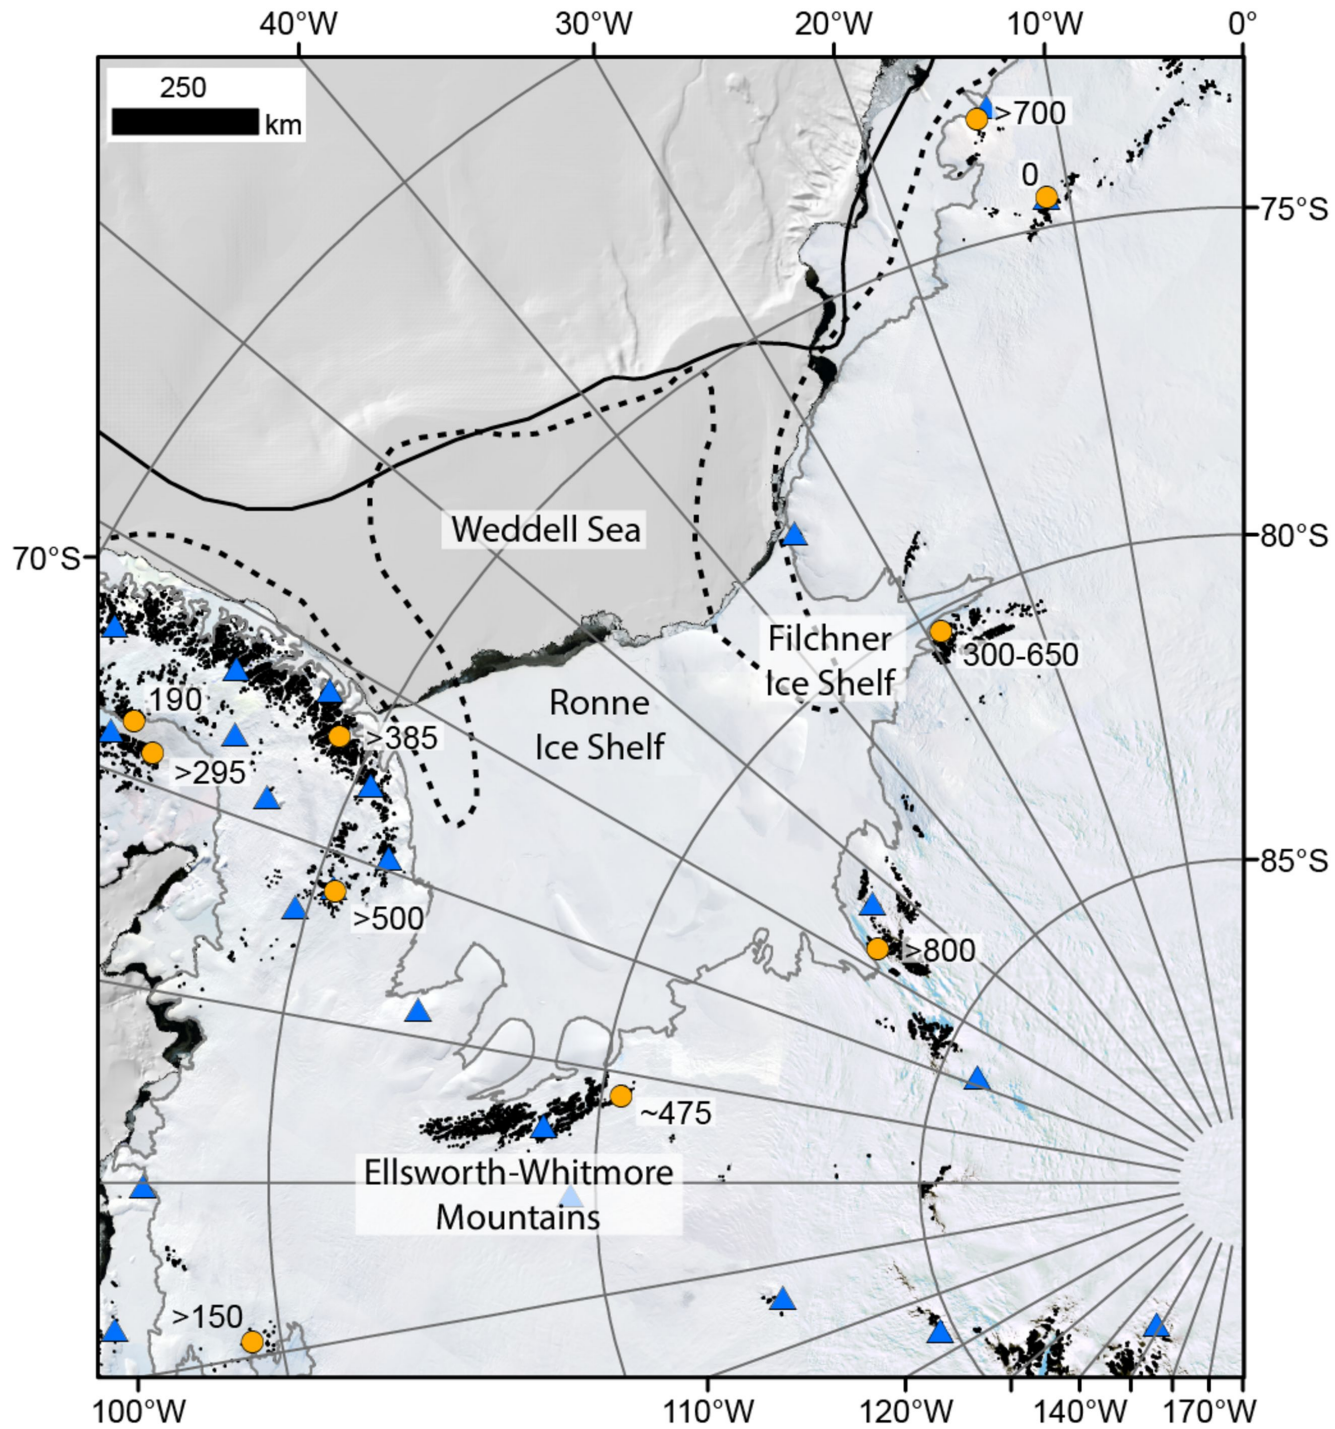 40°W
30°W
20°W
10°W
0°
250
km
>700
0
75°S
Weddell Sea
70°S
80°S
Filchner
Ice Shelf
300-650
190
Ronne
Ice Shelf
>385
>295
85°S
>500
>800
~475
Ellsworth-Whitmore
Mountains
>150
100°W
110°W
120°W
140°W
170°W